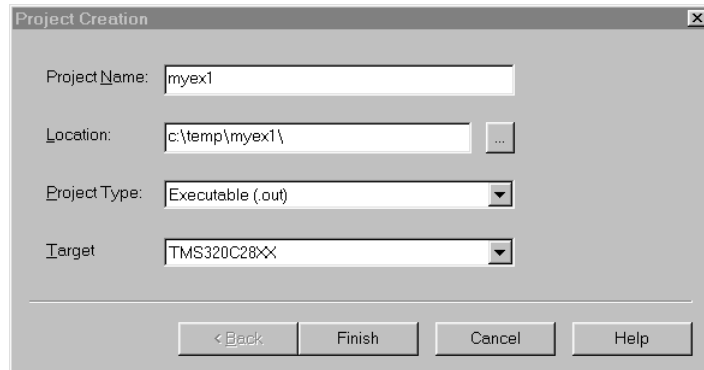 Project Creation
Project Name: myex1
Location: c:\temp\myex1\ ...
Project Type: Executable (.out)
Target TMS320C28XX
< Back Finish Cancel Help